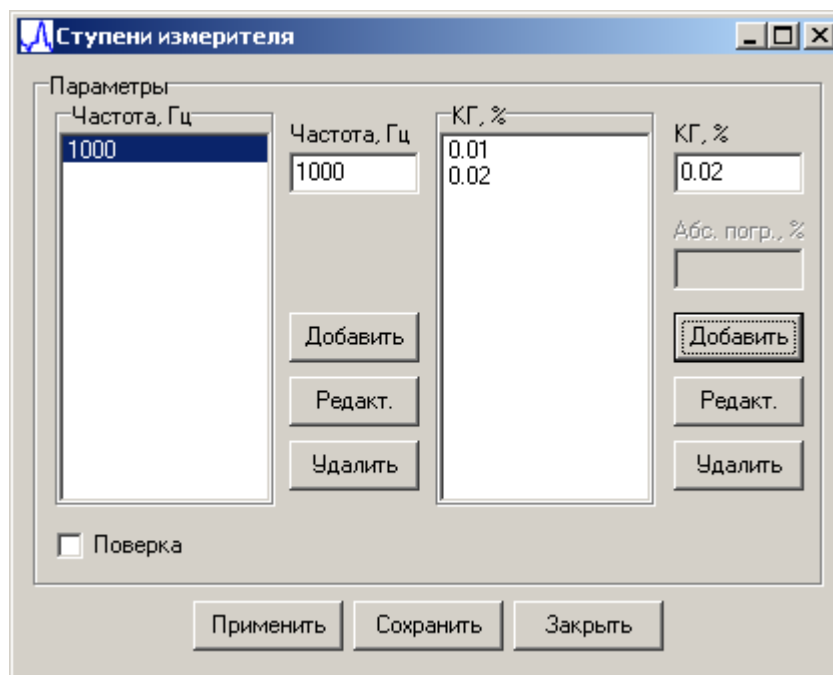 Ступени измерителя
Параметры
Частота, Гц
1000
Частота, Гц
1000
Добавить
Редакт.
Удалить
КГ, %
0.01
0.02
КГ, %
0.02
Абс. погр., %
Добавить
Редакт.
Удалить
Поверка
Применить
Сохранить
Закрыть